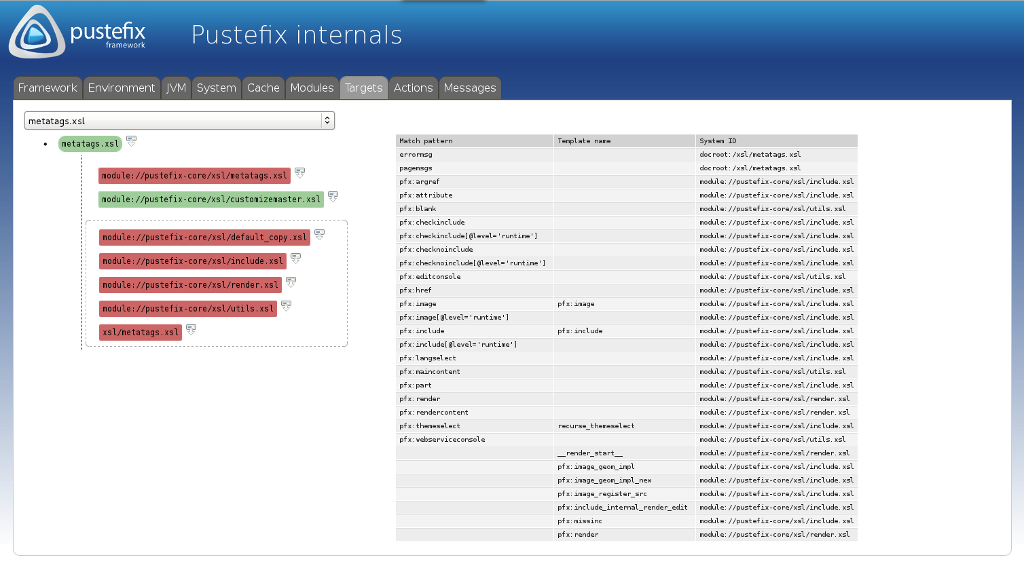 pustefix
framework
Pustefix internals
Framework Environment JVM System Cache Modules Targets Actions Messages
metatags.xsl
metatags.xsl
module://pustefix-core/xsl/metatags.xsl
module://pustefix-core/xsl/customizemaster.xsl
module://pustefix-core/xsl/default_copy.xsl
module://pustefix-core/xsl/include.xsl
module://pustefix-core/xsl/render.xsl
module://pustefix-core/xsl/utils.xsl
xsl/metatags.xsl
Match pattern Template name System ID
errormsg docroot:/xsl/metatags.xsl
pagemsgs docroot:/xsl/metatags.xsl
pfx:argref module://pustefix-core/xsl/include.xsl
pfx:attribute module://pustefix-core/xsl/include.xsl
pfx:blank module://pustefix-core/xsl/utils.xsl
pfx:checkinclude module://pustefix-core/xsl/include.xsl
pfx:checkinclude[@level='runtime'] module://pustefix-core/xsl/include.xsl
pfx:checknoinclude module://pustefix-core/xsl/include.xsl
pfx:checknoinclude[@level='runtime'] module://pustefix-core/xsl/include.xsl
pfx:editconsole module://pustefix-core/xsl/utils.xsl
pfx:href module://pustefix-core/xsl/include.xsl
pfx:image pfx:image module://pustefix-core/xsl/include.xsl
pfx:image[@level='runtime'] module://pustefix-core/xsl/include.xsl
pfx:include pfx:include module://pustefix-core/xsl/include.xsl
pfx:include[@level='runtime'] module://pustefix-core/xsl/include.xsl
pfx:langselect module://pustefix-core/xsl/include.xsl
pfx:maincontent module://pustefix-core/xsl/utils.xsl
pfx:part module://pustefix-core/xsl/include.xsl
pfx:render module://pustefix-core/xsl/render.xsl
pfx:rendercontent module://pustefix-core/xsl/render.xsl
pfx:themeselect recurse_themeselect module://pustefix-core/xsl/include.xsl
pfx:webserviceconsole module://pustefix-core/xsl/utils.xsl
__render_start__ module://pustefix-core/xsl/render.xsl
pfx:image_geom_impl module://pustefix-core/xsl/include.xsl
pfx:image_geom_impl_new module://pustefix-core/xsl/include.xsl
pfx:image_register_src module://pustefix-core/xsl/include.xsl
pfx:include_internal_render_edit module://pustefix-core/xsl/include.xsl
pfx:missinc module://pustefix-core/xsl/include.xsl
pfx:render module://pustefix-core/xsl/render.xsl